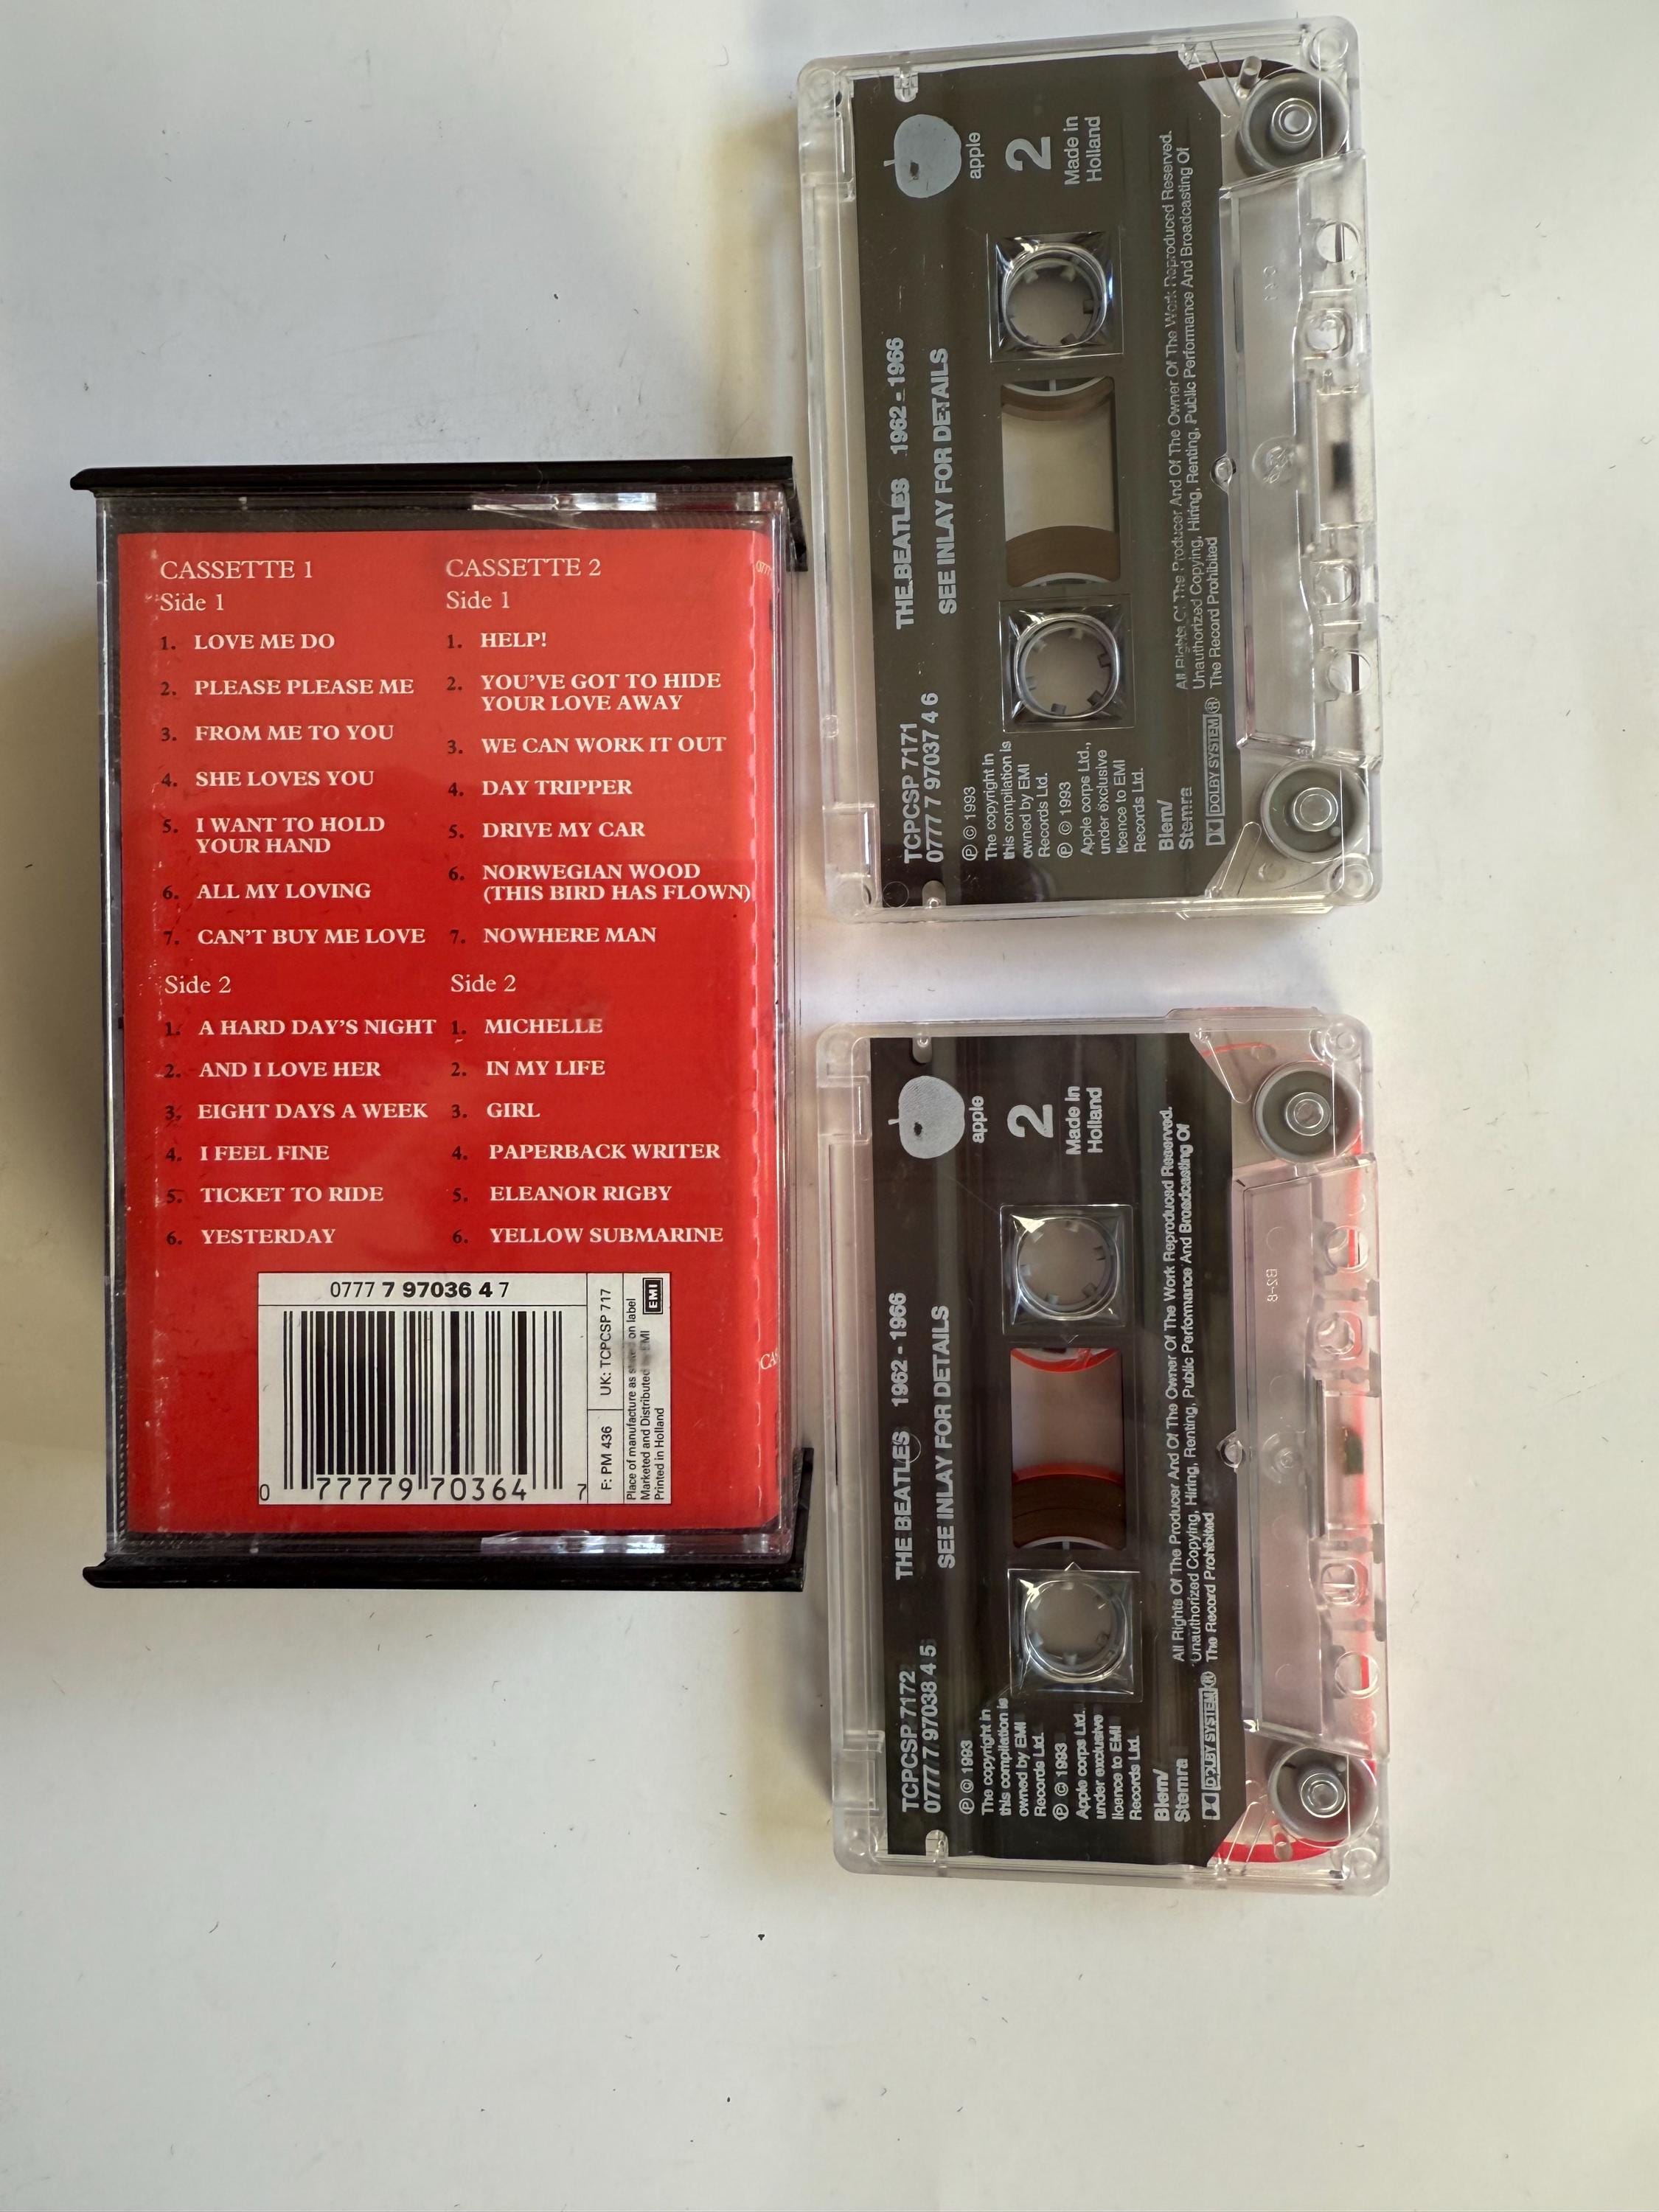 CASSETTE 1
Side 1
1. LOVE ME DO
2. PLEASE PLEASE ME
3. FROM ME TO YOU
4. SHE LOVES YOU
5. I WANT TO HOLD
YOUR HAND
6. ALL MY LOVING
7. CAN'T BUY ME LOVE
Side 2
1. A HARD DAY'S NIGHT
2. AND I LOVE HER
3. EIGHT DAYS A WEEK
4. I FEEL FINE
5. TICKET TO RIDE
6. YESTERDAY
CASSETTE 2
Side 1
1. HELP!
2. YOU'VE GOT TO HIDE
YOUR LOVE AWAY
3. WE CAN WORK IT OUT
4. DAY TRIPPER
5. DRIVE MY CAR
6. NORWEGIAN WOOD
(THIS BIRD HAS FLOWN)
7. NOWHERE MAN
Side 2
1. MICHELLE
2. IN MY LIFE
3. GIRL
4. PAPERBACK WRITER
5. ELEANOR RIGBY
6. YELLOW SUBMARINE
0777 7 97036 4 7
0 77779 70364 7
F: PM 436
UK: TCPCSP 717
Place of manufacture as on label
Marketed and Distributed EMI
Printed in Holland
EMI
TCPCSP 7171
0777 7 97037 4 6
THE BEATLES 1962 - 1966
SEE INLAY FOR DETAILS
apple
2
Made in
Holland
Ⓟ © 1993
The copyright in
this compilation is
owned by EMI
Records Ltd.
Ⓟ © 1993
Apple corps Ltd.,
under exclusive
licence to EMI
Records Ltd.
Biem/
Stemra
DOLBY SYSTEM ®
All Rights Of The Producer And Of The Owner Of The Work Reproduced Reserved.
Unauthorized Copying, Hiring, Renting, Public Performance And Broadcasting Of
The Record Prohibited
TCPCSP 7172
0777 7 97038 4 5
THE BEATLES 1962 - 1966
SEE INLAY FOR DETAILS
apple
2
Made in
Holland
Ⓟ © 1993
The copyright in
this compilation is
owned by EMI
Records Ltd.
Ⓟ © 1993
Apple corps Ltd.
under exclusive
licence to EMI
Records Ltd.
Biem/
Stemra
DOLBY SYSTEM ®
All Rights Of The Producer And Of The Owner Of The Work Reproduced Reserved.
Unauthorized Copying, Hiring, Renting, Public Performance And Broadcasting Of
The Record Prohibited